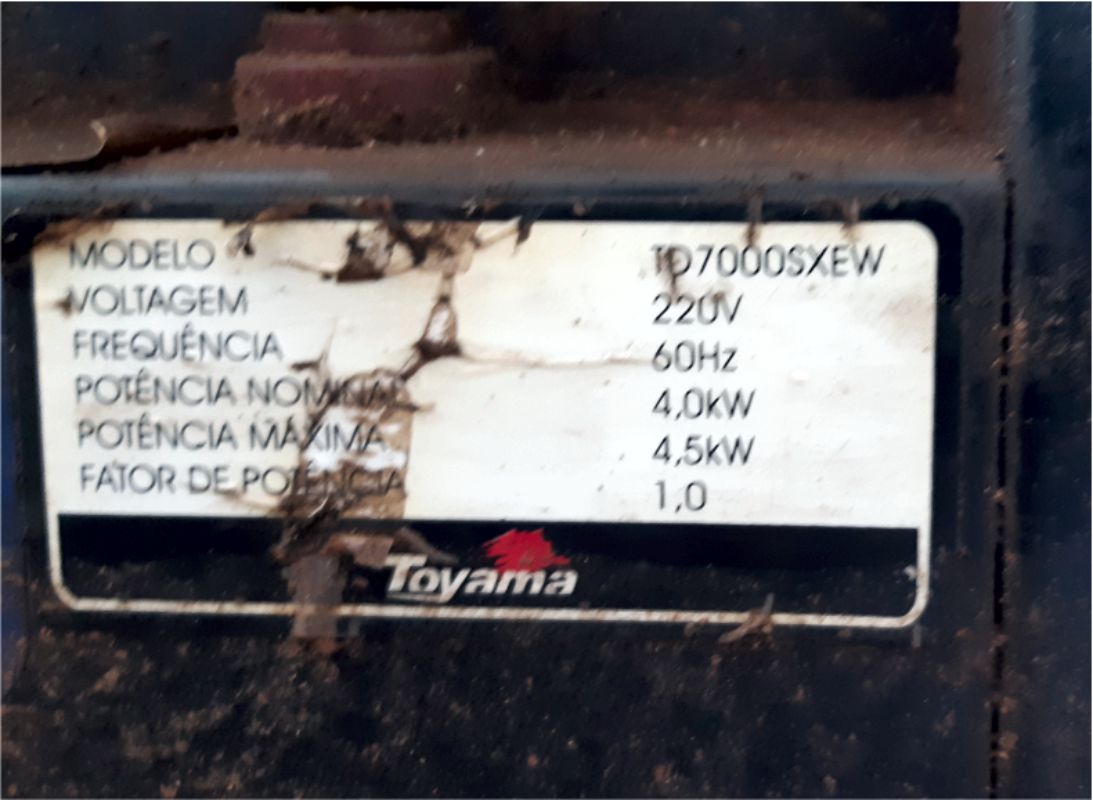 MODELO TD7000SXEW
VOLTAGEM 220V
FREQUÊNCIA 60Hz
POTÊNCIA NOMINAL 4,0kW
POTÊNCIA MÁXIMA 4,5kW
FATOR DE POTÊNCIA 1,0
Toyama